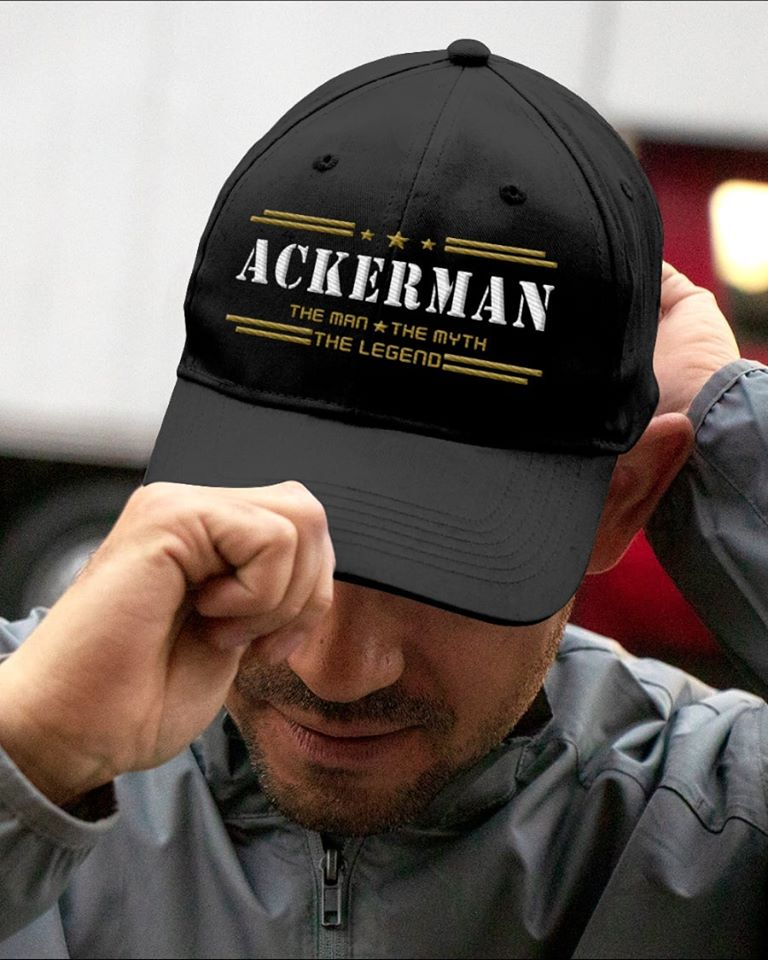 ACKERMAN
THE MAN ★ THE MYTH
THE LEGEND